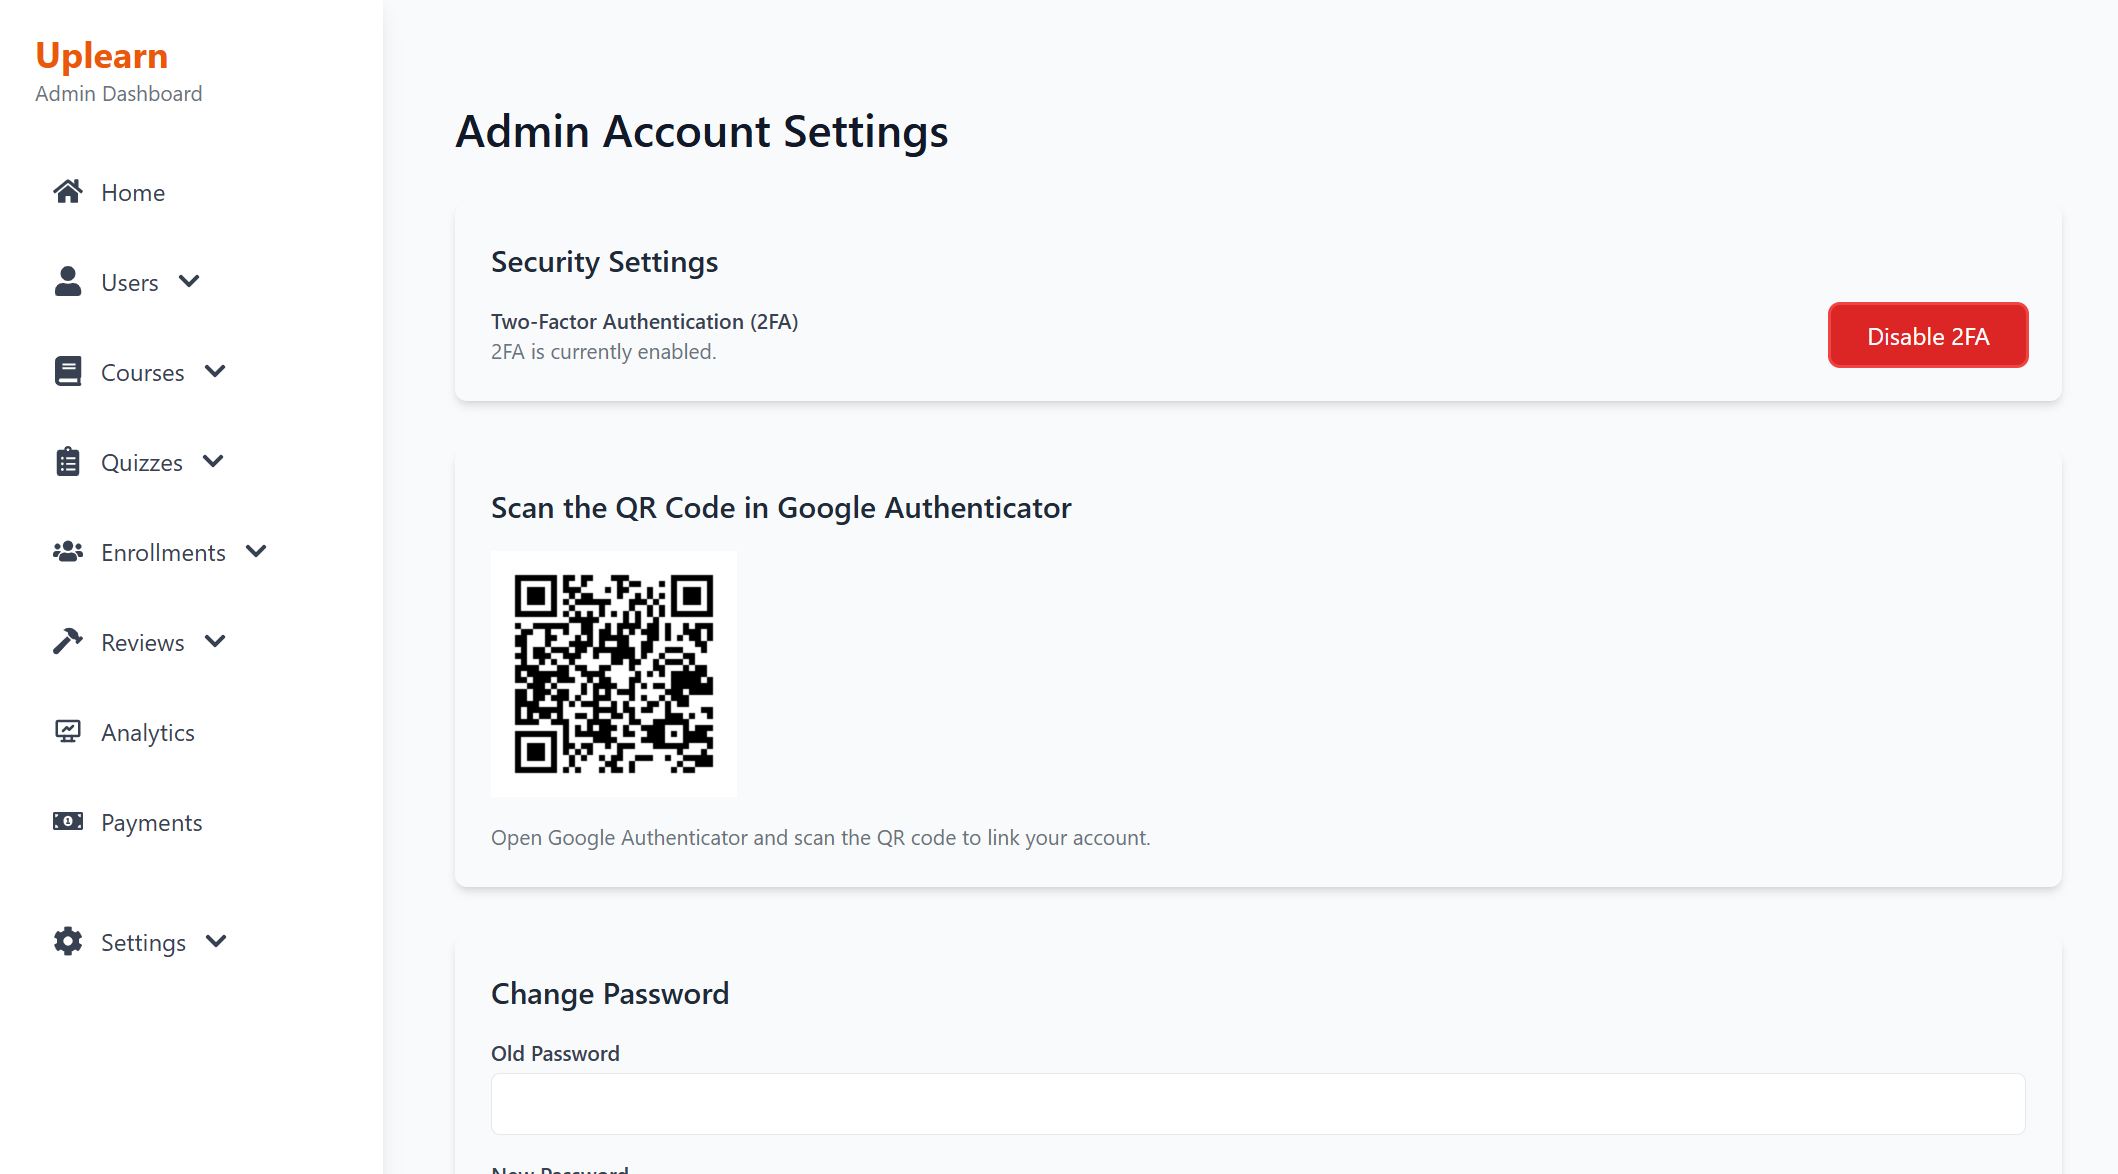 Uplearn
Admin Dashboard
Home
Users
Courses
Quizzes
Enrollments
Reviews
Analytics
Payments
Settings
Admin Account Settings
Security Settings
Two-Factor Authentication (2FA)
2FA is currently enabled.
Disable 2FA
Scan the QR Code in Google Authenticator
Open Google Authenticator and scan the QR code to link your account.
Change Password
Old Password
New Password